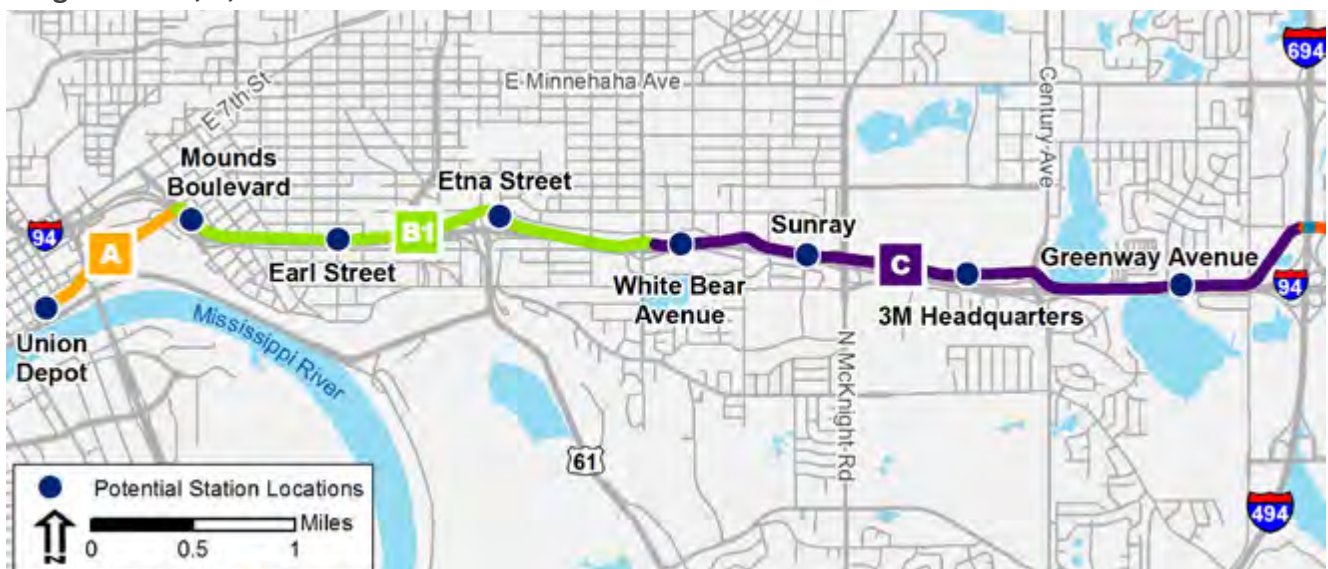 694
E Minnehaha Ave
E 7th St
Century Ave
Mounds
Boulevard
Etna Street
94
A
B1
Sunray
Earl Street
White Bear
Avenue
C
Greenway Avenue
94
3M Headquarters
Union
Depot
Mississippi River
N McKnight Rd
61
494
Potential Station Locations
Miles
0 0.5 1
N